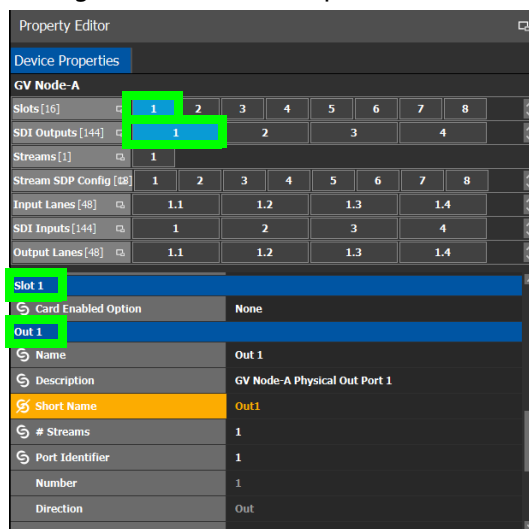 Property Editor
Device Properties
GV Node-A
Slots [16] 1 2 3 4 5 6 7 8
SDI Outputs [144] 1 2 3 4
Streams [1] 1
Stream SDP Config 1 2 3 4 5 6 7 8
Input Lanes [48] 1.1 1.2 1.3 1.4
SDI Inputs [144] 1 2 3 4
Output Lanes [48] 1.1 1.2 1.3 1.4
Slot 1
Card Enabled Option None
Out 1
Name Out 1
Description GV Node-A Physical Out Port 1
Short Name Out1
# Streams 1
Port Identifier 1
Number 1
Direction Out